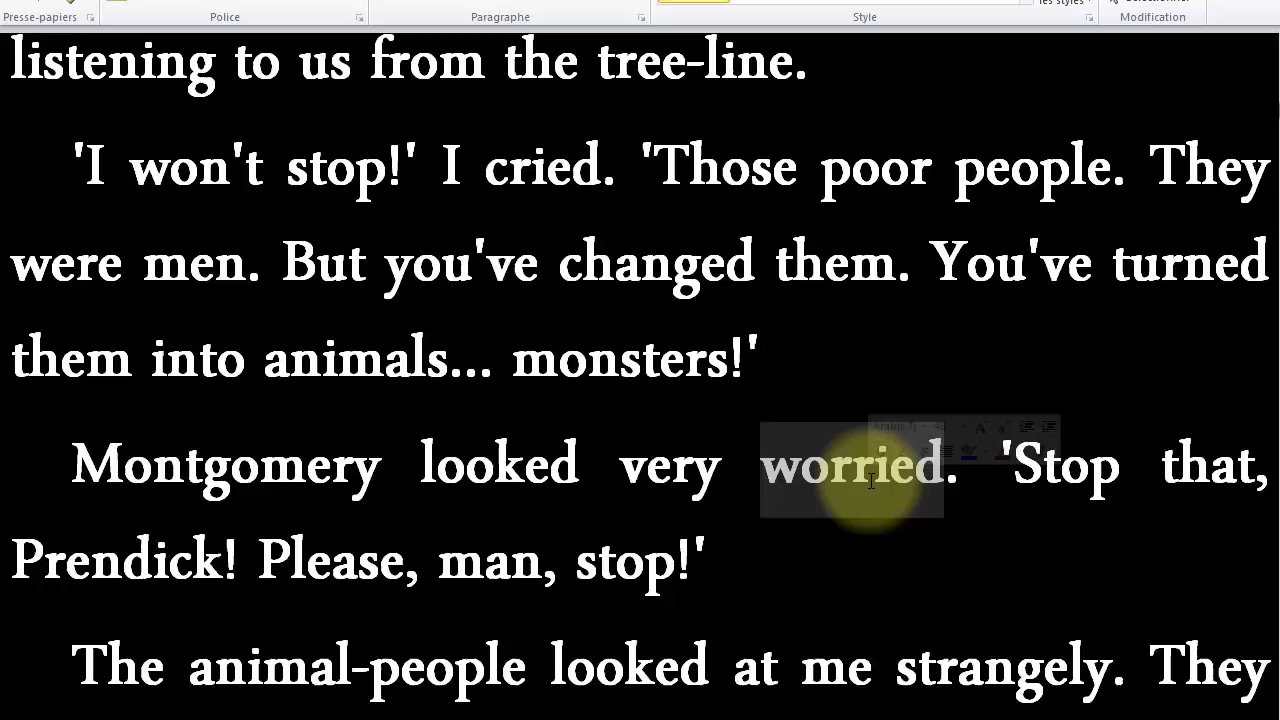 Presse-papiers Police Paragraphe Style Modification
listening to us from the tree-line.
'I won't stop!' I cried. 'Those poor people. They
were men. But you've changed them. You've turned
them into animals... monsters!'
Montgomery looked very worried. 'Stop that,
Prendick! Please, man, stop!'
The animal-people looked at me strangely. They